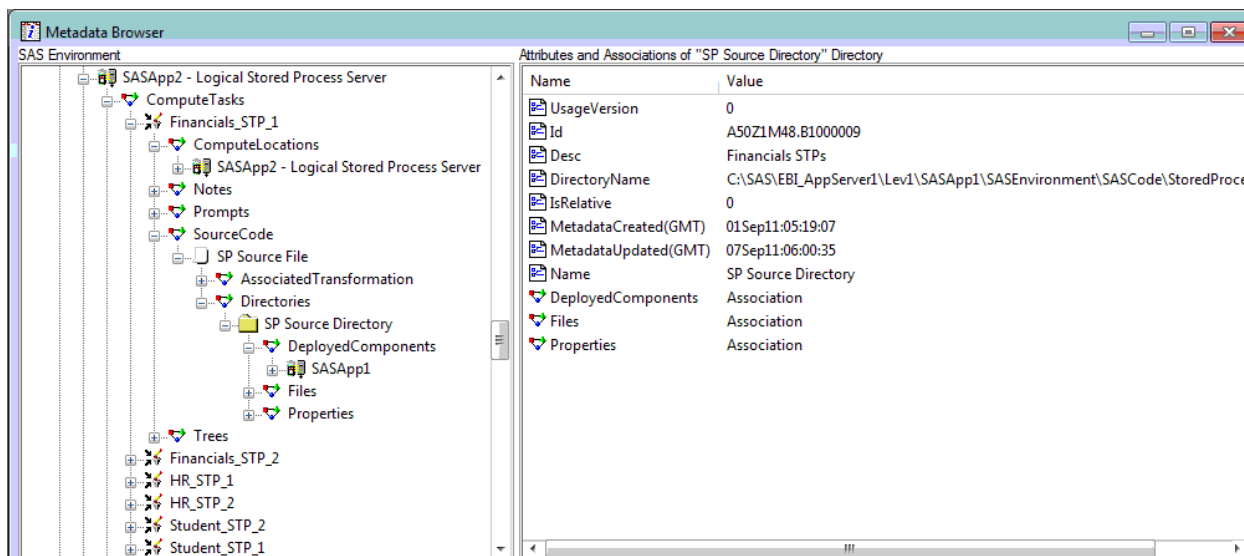 Metadata Browser
SAS Environment
SASApp2 - Logical Stored Process Server
ComputeTasks
Financials_STP_1
ComputeLocations
SASApp2 - Logical Stored Process Server
Notes
Prompts
SourceCode
SP Source File
AssociatedTransformation
Directories
SP Source Directory
DeployedComponents
SASApp1
Files
Properties
Trees
Financials_STP_2
HR_STP_1
HR_STP_2
Student_STP_2
Student_STP_1
Attributes and Associations of "SP Source Directory" Directory
Name Value
UsageVersion 0
Id A50Z1M48.B1000009
Desc Financials STPs
DirectoryName C:\SAS\EBI_AppServer1\Lev1\SASApp1\SASEnvironment\SASCode\StoredProce
IsRelative 0
MetadataCreated(GMT) 01Sep11:05:19:07
MetadataUpdated(GMT) 07Sep11:06:00:35
Name SP Source Directory
DeployedComponents Association
Files Association
Properties Association